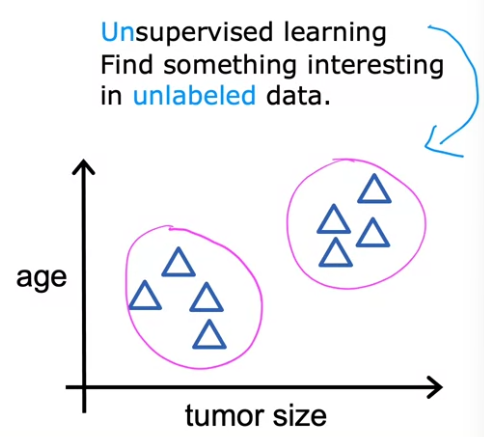 Unsupervised learning
Find something interesting
in unlabeled data.
age
tumor size